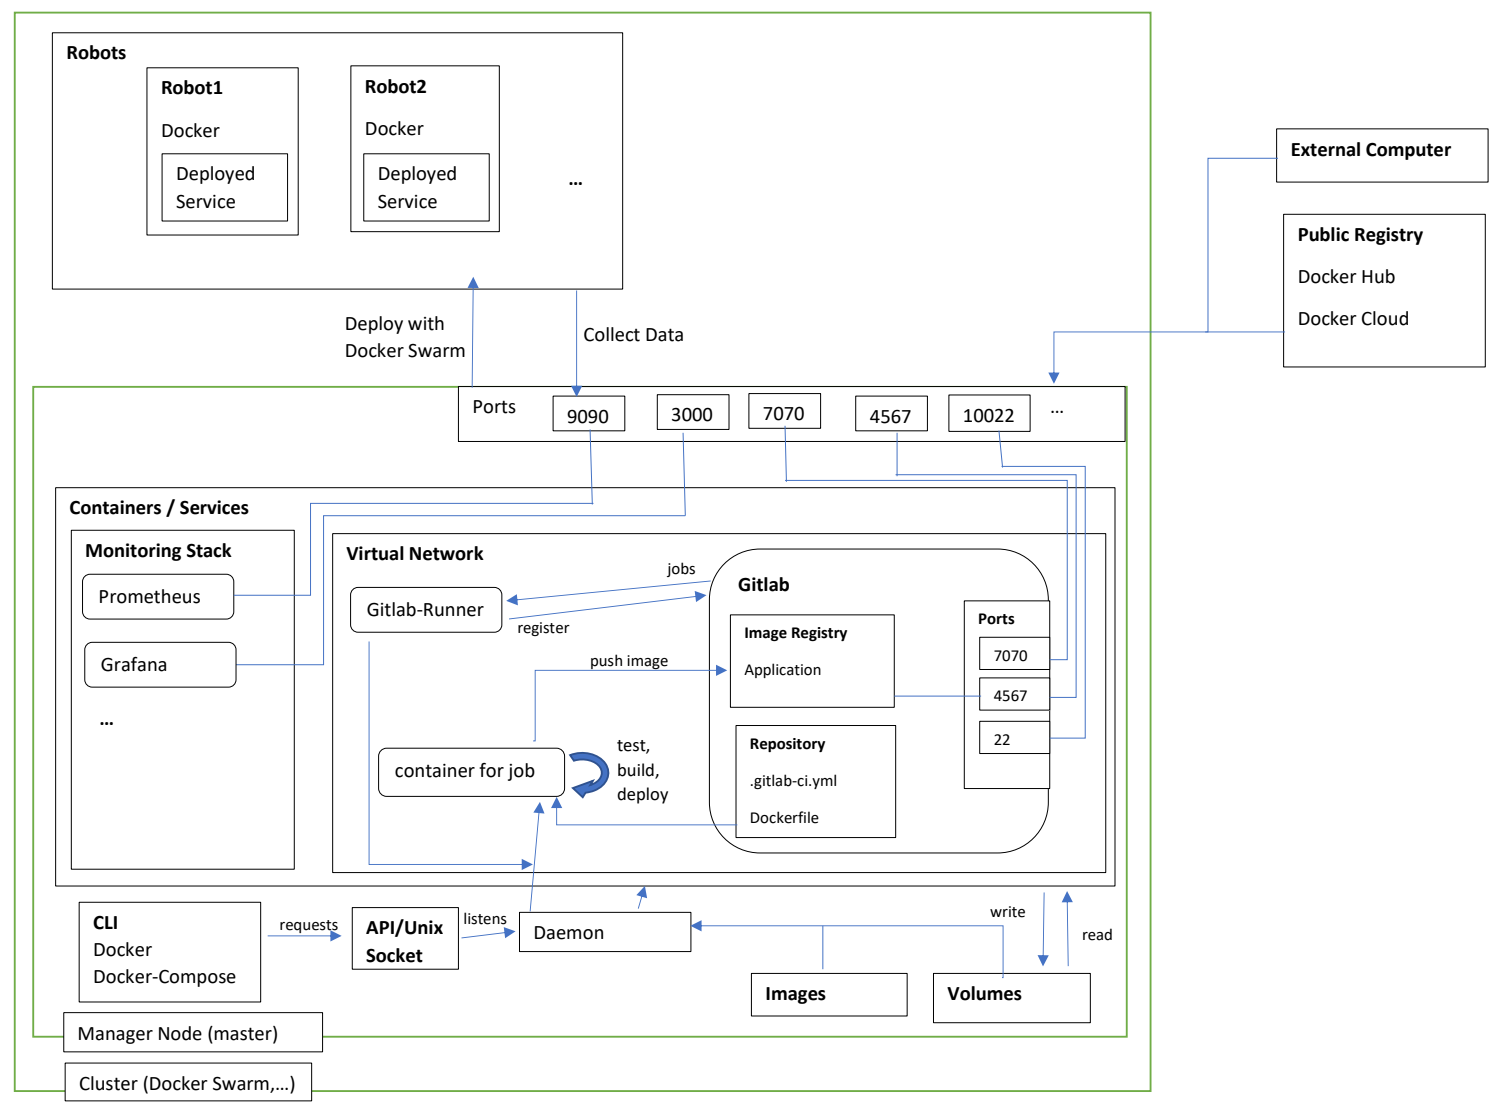 Robots
Robot1
Docker
Deployed
Service
Robot2
Docker
Deployed
Service
...
External Computer
Public Registry
Docker Hub
Docker Cloud
Deploy with
Docker Swarm
Collect Data
Ports
9090
3000
7070
4567
10022
...
Containers / Services
Monitoring Stack
Prometheus
Grafana
...
Virtual Network
Gitlab-Runner
jobs
register
push image
container for job
test,
build,
deploy
Gitlab
Image Registry
Application
Repository
.gitlab-ci.yml
Dockerfile
Ports
7070
4567
22
CLI
Docker
Docker-Compose
requests
API/Unix
Socket
listens
Daemon
write
read
Images
Volumes
Manager Node (master)
Cluster (Docker Swarm,...)